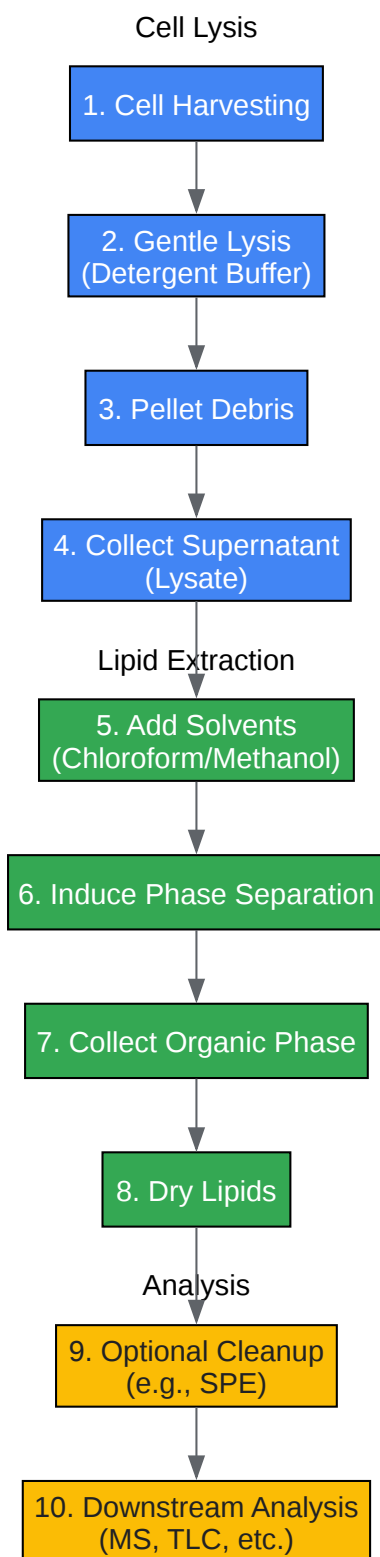 Cell Lysis
1. Cell Harvesting
2. Gentle Lysis
(Detergent Buffer)
3. Pellet Debris
4. Collect Supernatant
(Lysate)
Lipid Extraction
5. Add Solvents
(Chloroform/Methanol)
6. Induce Phase Separation
7. Collect Organic Phase
8. Dry Lipids
Analysis
9. Optional Cleanup
(e.g., SPE)
10. Downstream Analysis
(MS, TLC, etc.)